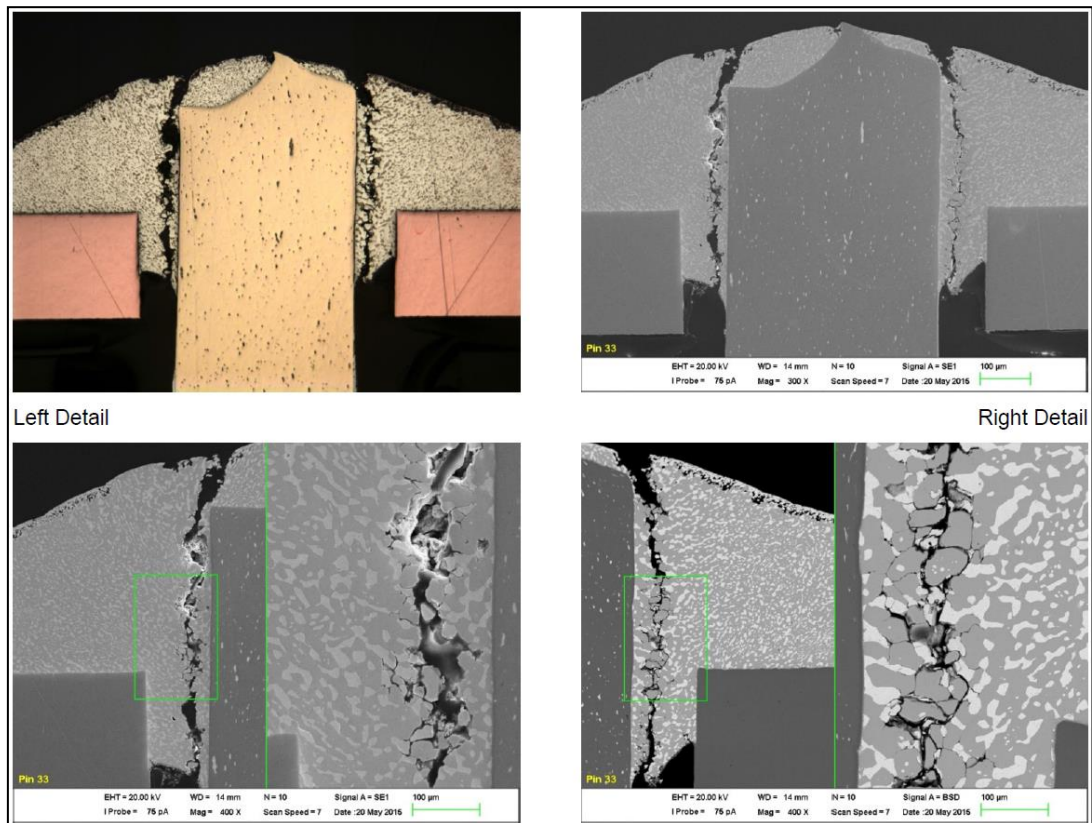 Pin 33
EHT = 20.00 kV WD = 14 mm N = 10 Signal A = SE1 100 µm
I Probe = 75 pA Mag = 300 X Scan Speed = 7 Date :20 May 2015
Left Detail
Right Detail
Pin 33
EHT = 20.00 kV WD = 14 mm N = 10 Signal A = SE1 100 µm
I Probe = 75 pA Mag = 400 X Scan Speed = 7 Date :20 May 2015
Pin 33
EHT = 20.00 kV WD = 14 mm N = 10 Signal A = BSD 100 µm
I Probe = 75 pA Mag = 400 X Scan Speed = 7 Date :20 May 2015